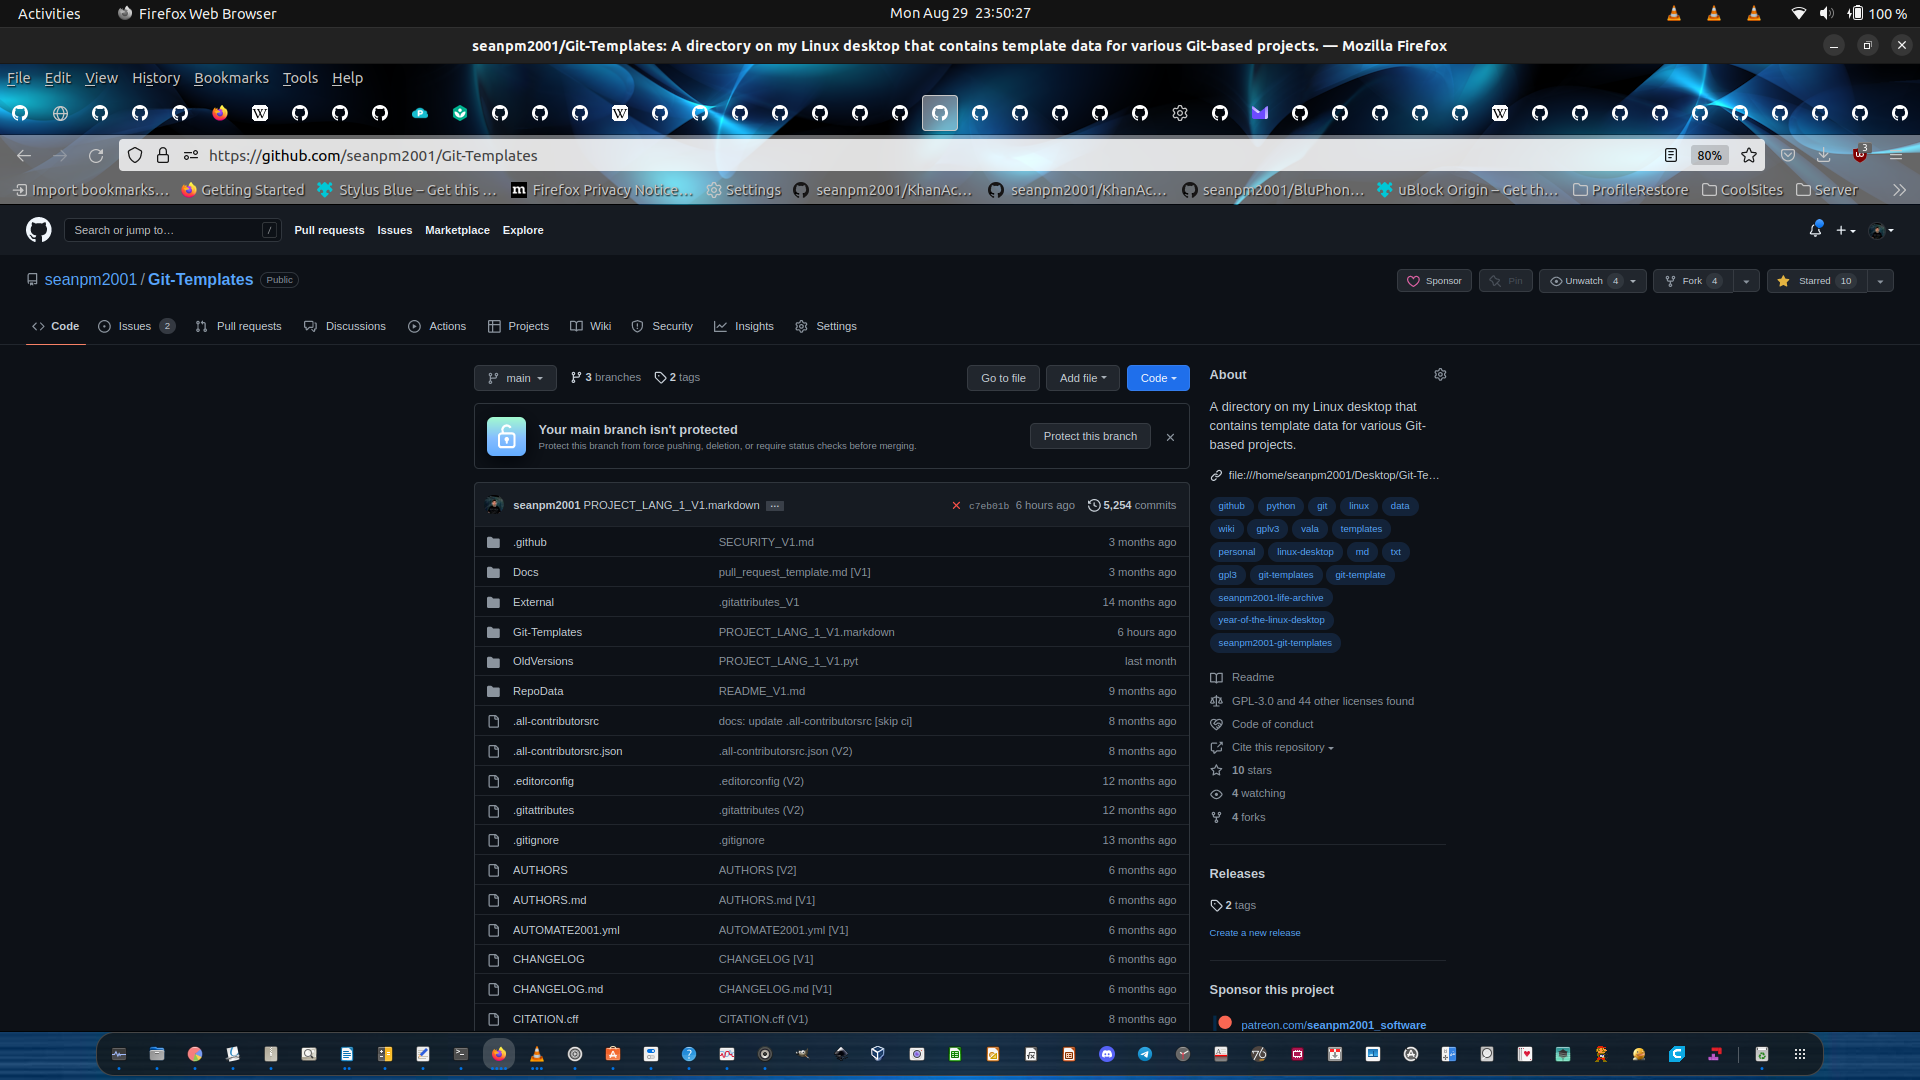 Activities
Firefox Web Browser
Mon Aug 29 23:50:27
100 %
seanpm2001/Git-Templates: A directory on my Linux desktop that contains template data for various Git-based projects. — Mozilla Firefox
File Edit View History Bookmarks Tools Help
https://github.com/seanpm2001/Git-Templates
80%
3
Import bookmarks…
Getting Started
Stylus Blue – Get this …
Firefox Privacy Notice…
Settings
seanpm2001/KhanAc…
seanpm2001/KhanAc…
seanpm2001/BluPhon…
uBlock Origin – Get th…
ProfileRestore
CoolSites
Server
Search or jump to…
/
Pull requests Issues Marketplace Explore
seanpm2001 / Git-Templates Public
Sponsor
Pin
Unwatch 4
Fork 4
Starred 10
Code
Issues 2
Pull requests
Discussions
Actions
Projects
Wiki
Security
Insights
Settings
main
3 branches
2 tags
Go to file
Add file
Code
Your main branch isn't protected
Protect this branch from force pushing, deletion, or require status checks before merging.
Protect this branch
seanpm2001 PROJECT_LANG_1_V1.markdown …
c7eb01b 6 hours ago
5,254 commits
.github SECURITY_V1.md 3 months ago
Docs pull_request_template.md [V1] 3 months ago
External .gitattributes_V1 14 months ago
Git-Templates PROJECT_LANG_1_V1.markdown 6 hours ago
OldVersions PROJECT_LANG_1_V1.pyt last month
RepoData README_V1.md 9 months ago
.all-contributorsrc docs: update .all-contributorsrc [skip ci] 8 months ago
.all-contributorsrc.json .all-contributorsrc.json (V2) 8 months ago
.editorconfig .editorconfig (V2) 12 months ago
.gitattributes .gitattributes (V2) 12 months ago
.gitignore .gitignore 13 months ago
AUTHORS AUTHORS [V2] 6 months ago
AUTHORS.md AUTHORS.md [V1] 6 months ago
AUTOMATE2001.yml AUTOMATE2001.yml [V1] 6 months ago
CHANGELOG CHANGELOG [V1] 6 months ago
CHANGELOG.md CHANGELOG.md [V1] 6 months ago
CITATION.cff CITATION.cff (V1) 8 months ago
About
A directory on my Linux desktop that
contains template data for various Git-
based projects.
file:///home/seanpm2001/Desktop/Git-Te…
github python git linux data
wiki gplv3 vala templates
personal linux-desktop md txt
gpl3 git-templates git-template
seanpm2001-life-archive
year-of-the-linux-desktop
seanpm2001-git-templates
Readme
GPL-3.0 and 44 other licenses found
Code of conduct
Cite this repository
10 stars
4 watching
4 forks
Releases
2 tags
Create a new release
Sponsor this project
patreon.com/seanpm2001_software